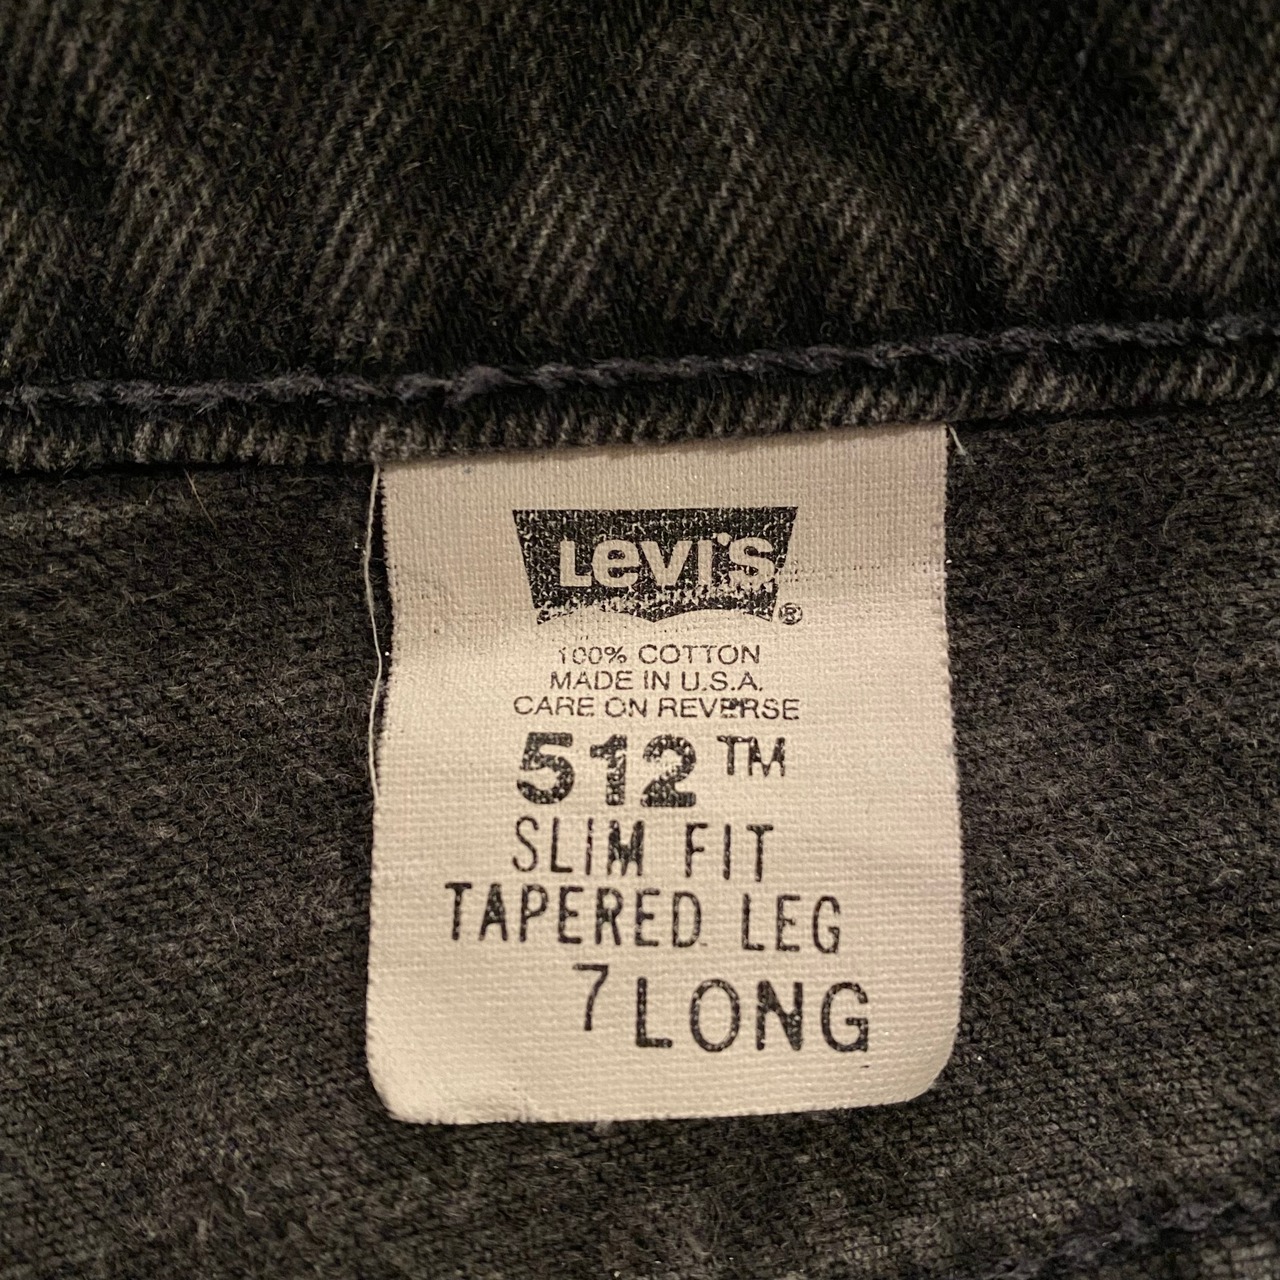 Levi's®
100% COTTON
MADE IN U.S.A.
CARE ON REVERSE
512™
SLIM FIT
TAPERED LEG
7 LONG